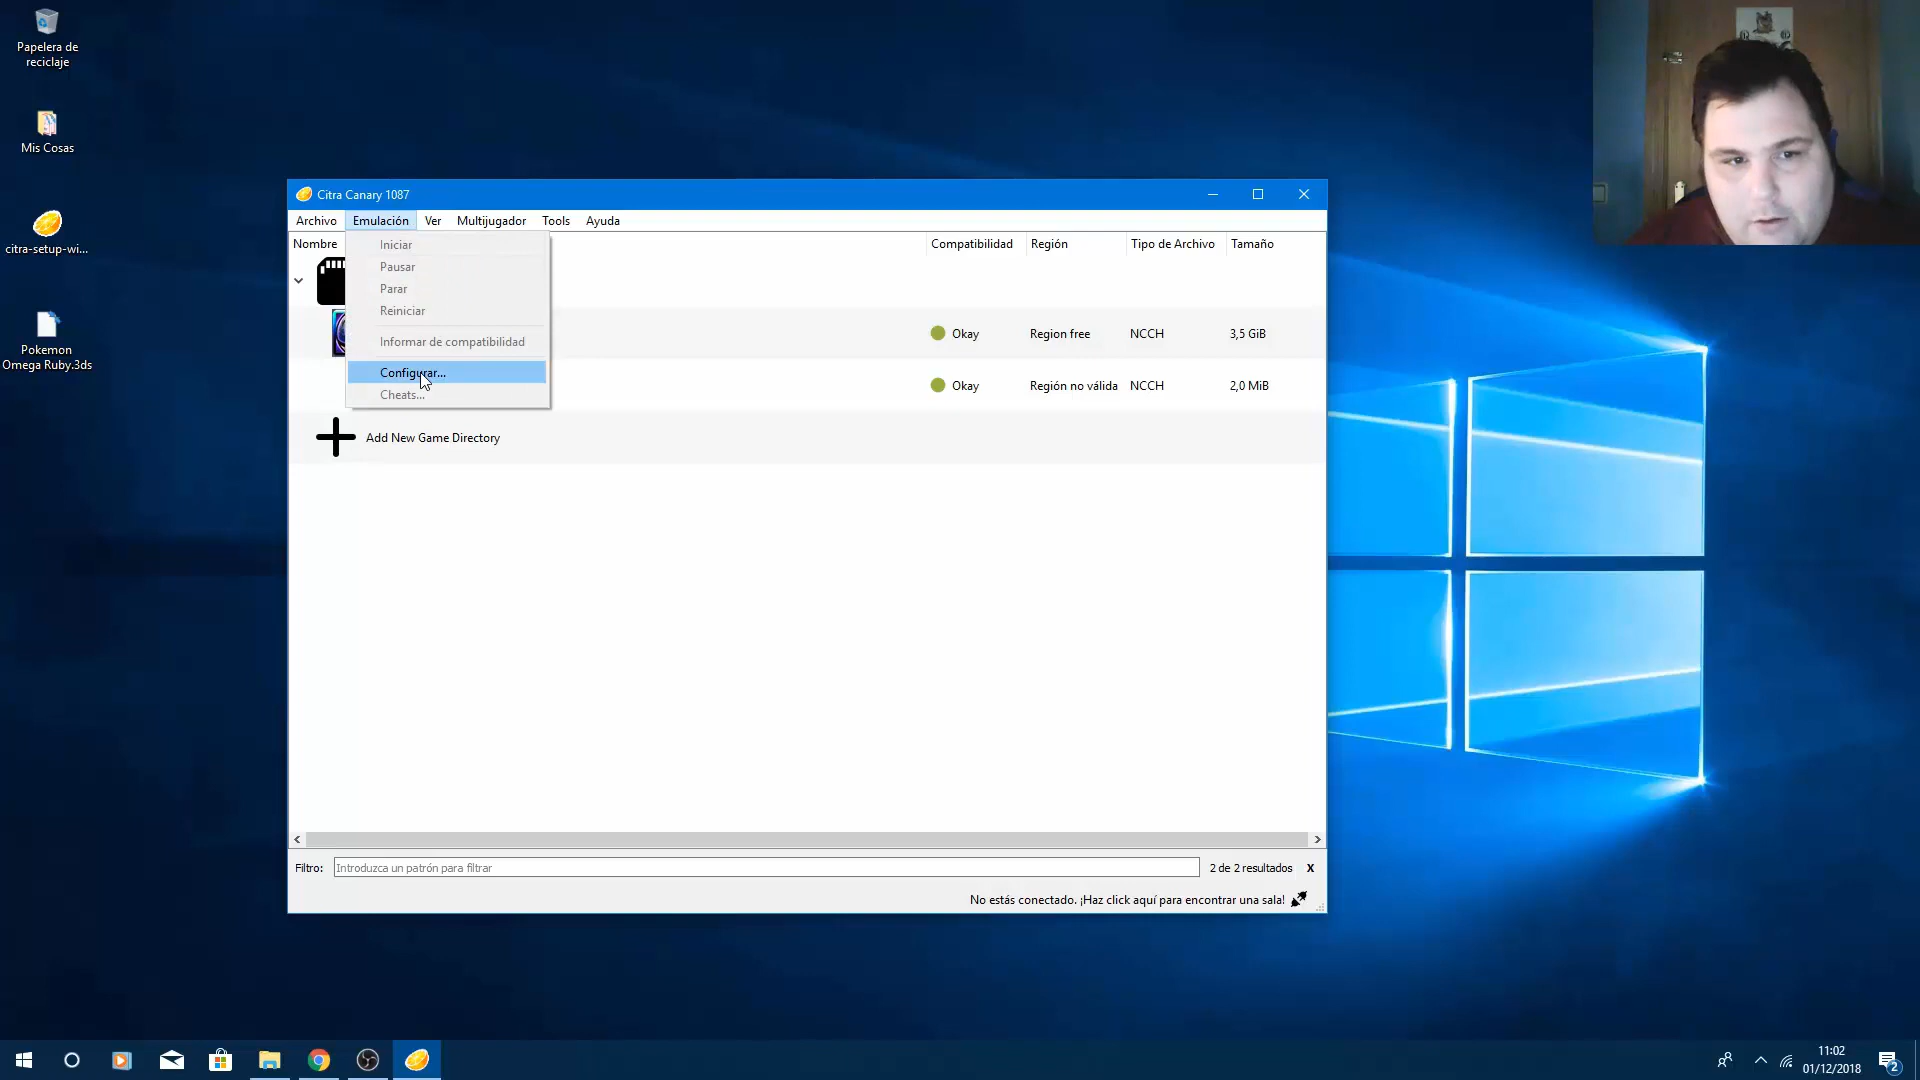 Papelera de
reciclaje
Mis Cosas
citra-setup-wi...
Pokemon
Omega Ruby.3ds
Citra Canary 1087
Archivo Emulación Ver Multijugador Tools Ayuda
Nombre Compatibilidad Región Tipo de Archivo Tamaño
Iniciar
Pausar
Parar
Reiniciar
Informar de compatibilidad
Configurar...
Cheats...
Okay Region free NCCH 3,5 GiB
Okay Región no válida NCCH 2,0 MiB
Add New Game Directory
Filtro: Introduzca un patrón para filtrar 2 de 2 resultados X
No estás conectado. ¡Haz click aquí para encontrar una sala!
11:02
01/12/2018
2